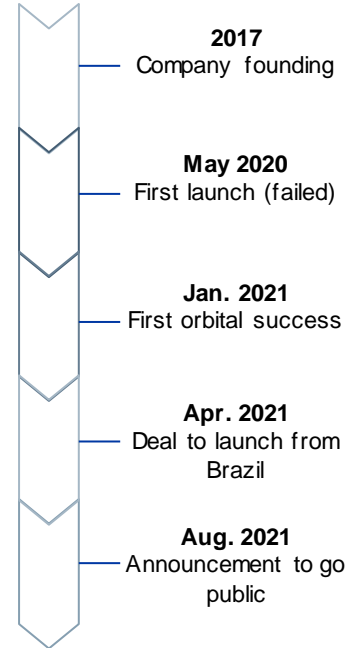 2017
Company founding
May 2020
First launch (failed)
Jan. 2021
First orbital success
Apr. 2021
Deal to launch from
Brazil
Aug. 2021
Announcement to go
public